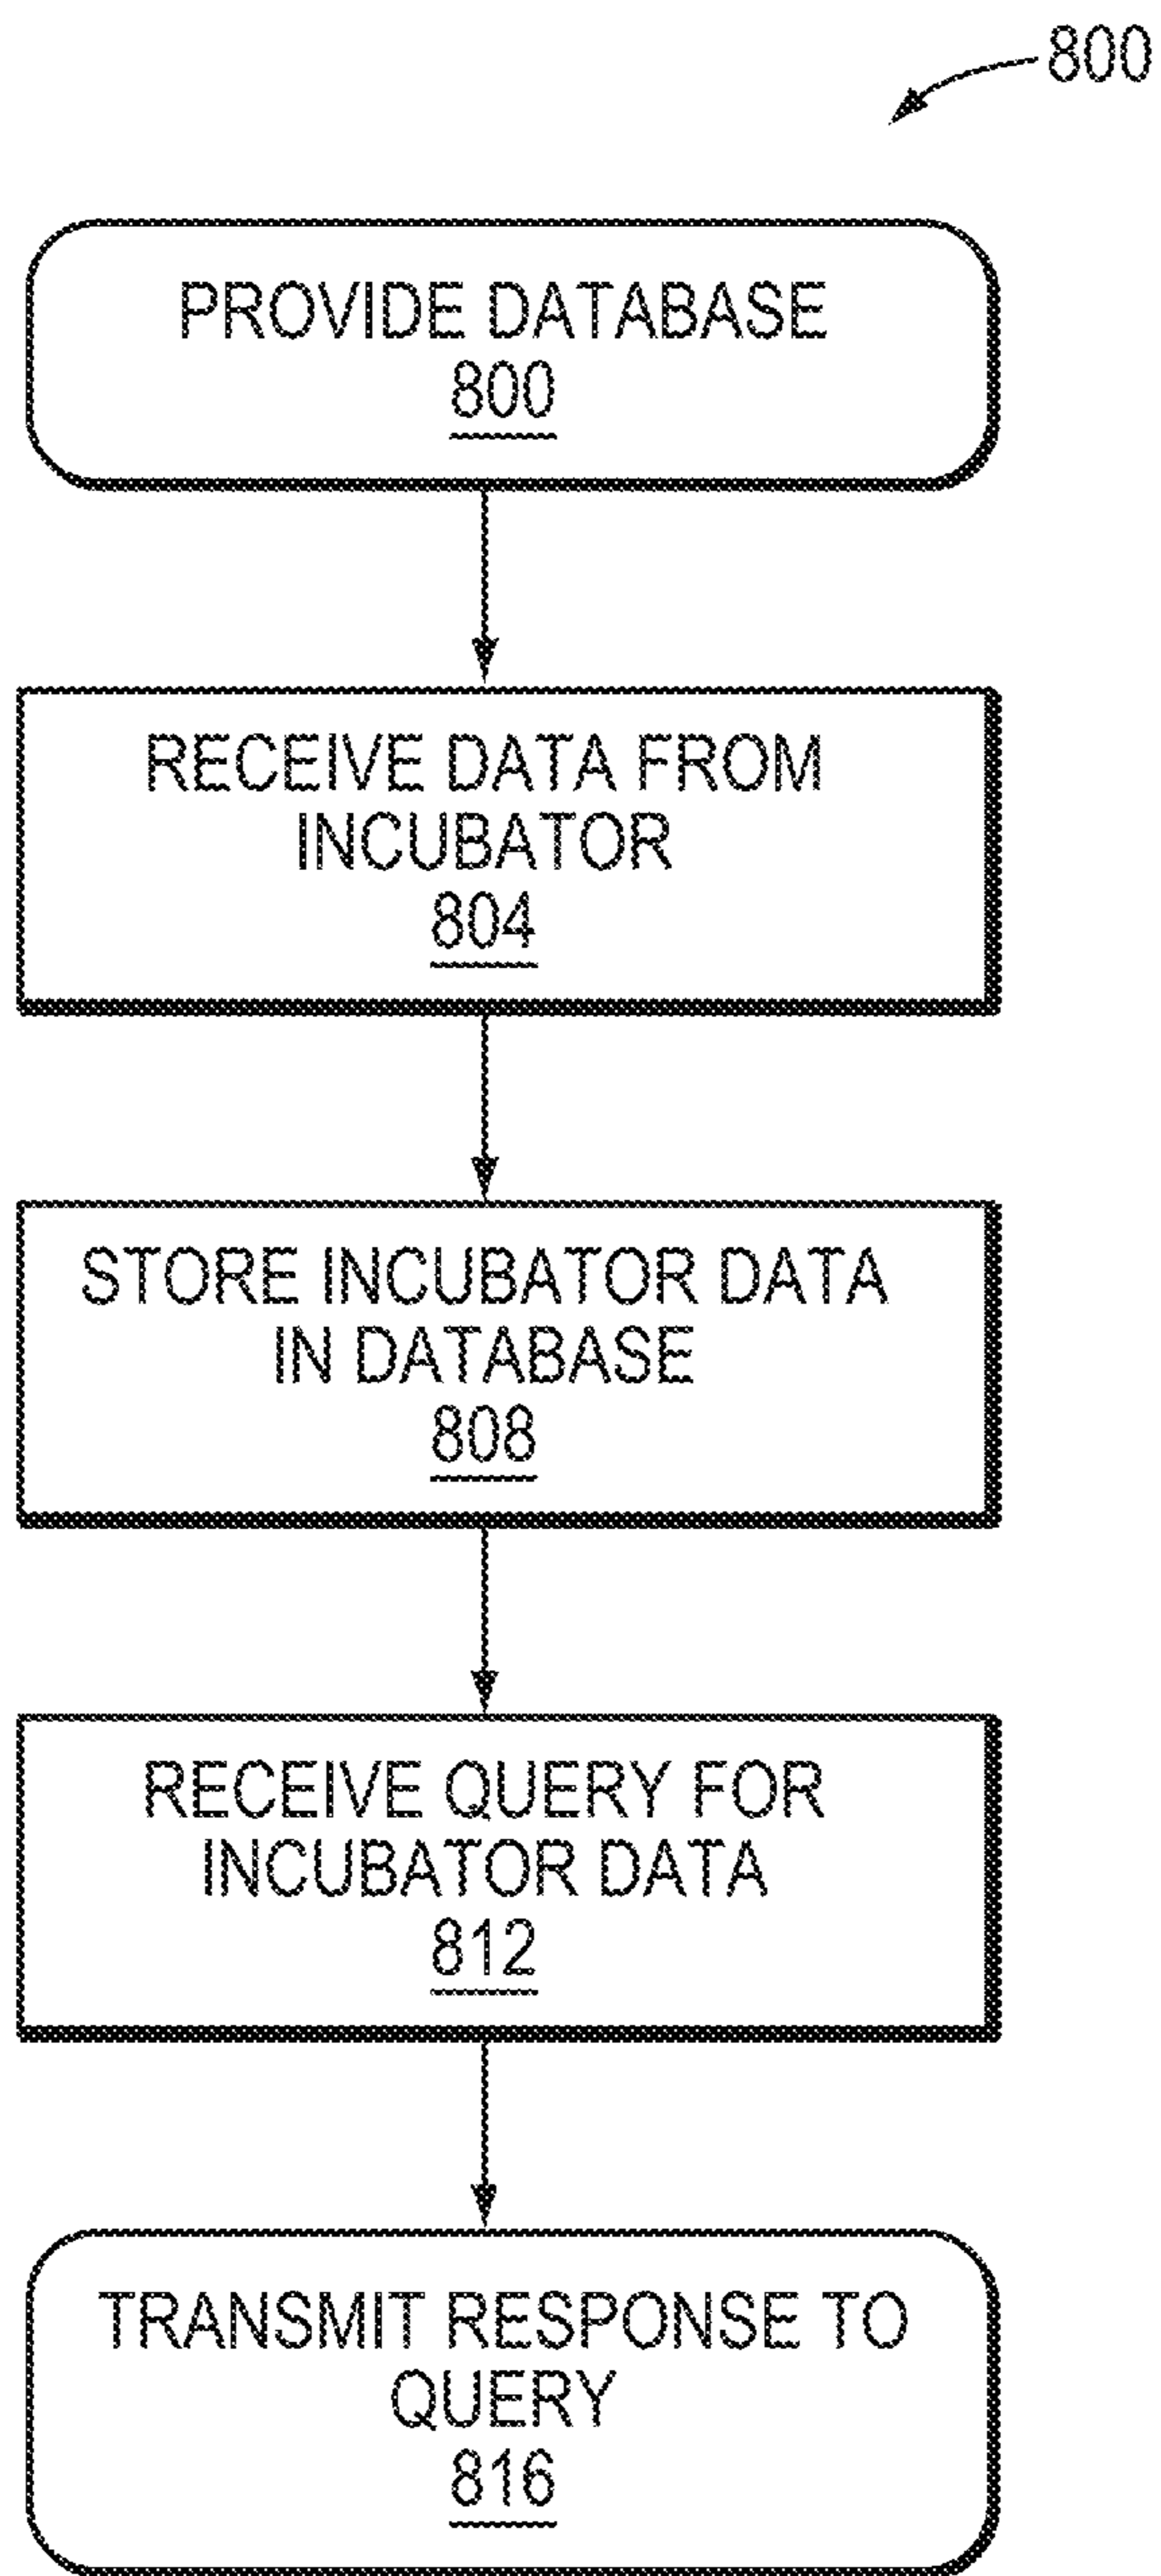 800
PROVIDE DATABASE
800
RECEIVE DATA FROM
INCUBATOR
804
STORE INCUBATOR DATA
IN DATABASE
808
RECEIVE QUERY FOR
INCUBATOR DATA
812
TRANSMIT RESPONSE TO
QUERY
816